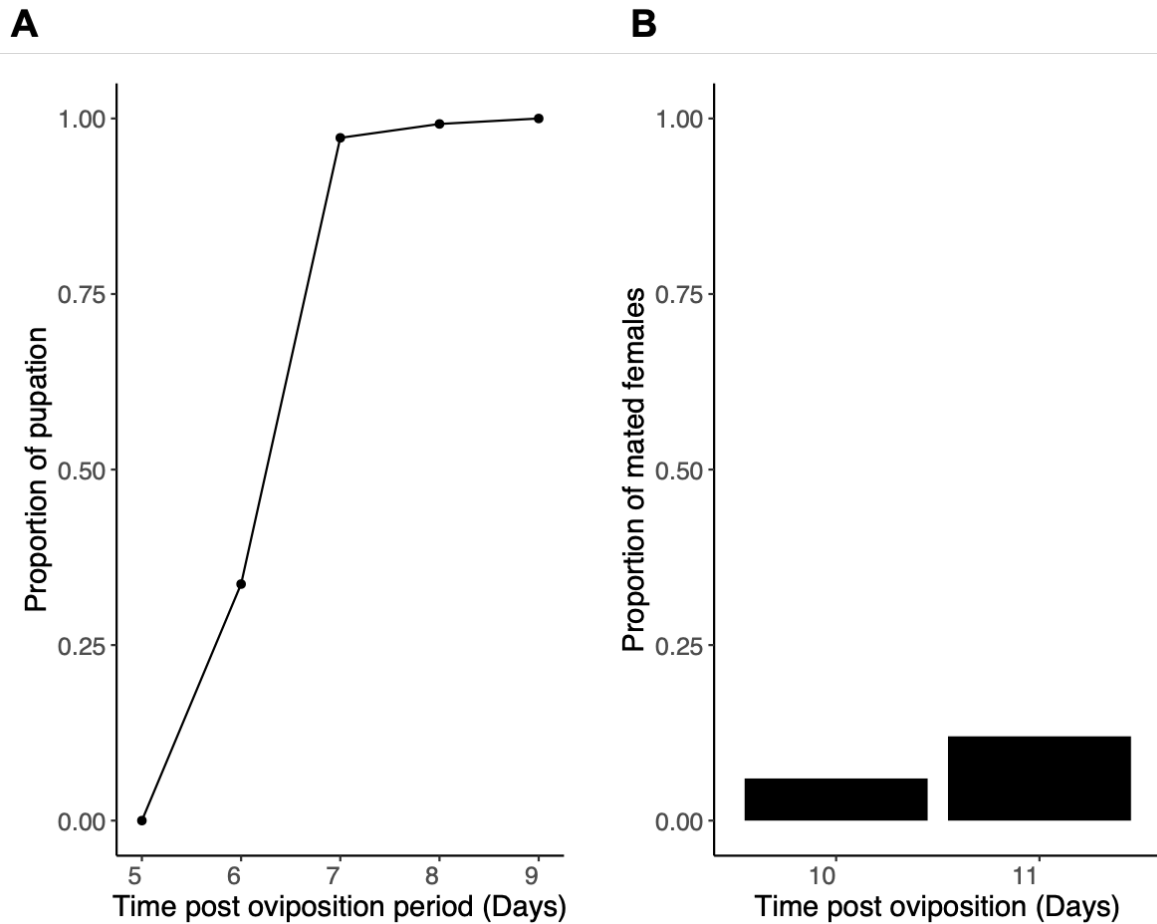 A
B
Proportion of pupation
1.00
0.75
0.50
0.25
0.00
5 6 7 8 9
Time post oviposition period (Days)
Proportion of mated females
1.00
0.75
0.50
0.25
0.00
10 11
Time post oviposition (Days)